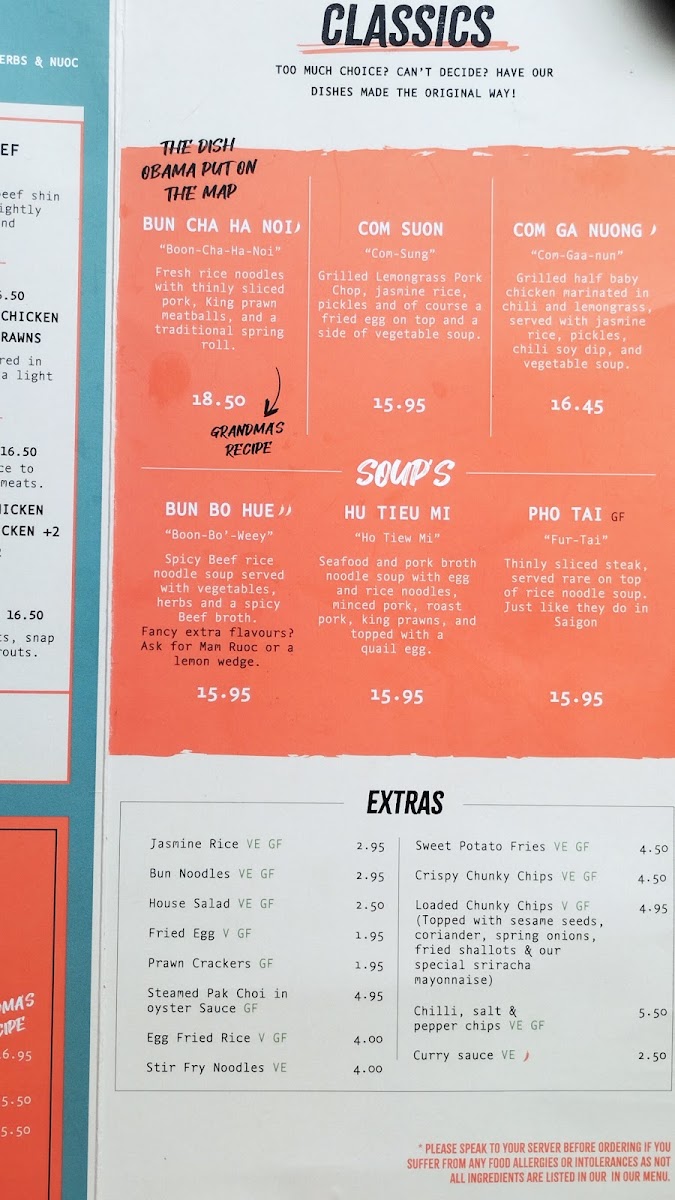 ERBS & NUOC
EF
eef shin
ightly
nd
6.50
CHICKEN
RAWNS
red in
a light
16.50
ce to
meats.
HICKEN
CKEN +2
16.50
ts, snap
routs.
MA'S
CIPE
6.95
5.50
5.50
CLASSICS
TOO MUCH CHOICE? CAN'T DECIDE? HAVE OUR
DISHES MADE THE ORIGINAL WAY!
THE DISH
OBAMA PUT ON
THE MAP
BUN CHA HA NOI
"Boon-Cha-Ha-Noi"
Fresh rice noodles
with thinly sliced
pork, King prawn
meatballs, and a
traditional spring
roll.
18.50
GRANDMA'S
RECIPE
COM SUON
"Com-Sung"
Grilled Lemongrass Pork
Chop, jasmine rice,
pickles and of course a
fried egg on top and a
side of vegetable soup.
15.95
COM GA NUONG
"Com-Gaa-nun"
Grilled half baby
chicken marinated in
chili and lemongrass,
served with jasmine
rice, pickles,
chili soy dip, and
vegetable soup.
16.45
SOUP'S
BUN BO HUE
"Boon-Bo'-Weey"
Spicy Beef rice
noodle soup served
with vegetables,
herbs and a spicy
Beef broth.
Fancy extra flavours?
Ask for Mam Ruoc or a
lemon wedge.
15.95
HU TIEU MI
"Ho Tiew Mi"
Seafood and pork broth
noodle soup with egg
and rice noodles,
minced pork, roast
pork, king prawns, and
topped with a
quail egg.
15.95
PHO TAI GF
"Fur-Tai"
Thinly sliced steak,
served rare on top
of rice noodle soup.
Just like they do in
Saigon
15.95
EXTRAS
Jasmine Rice VE GF 2.95
Bun Noodles VE GF 2.95
House Salad VE GF 2.50
Fried Egg V GF 1.95
Prawn Crackers GF 1.95
Steamed Pak Choi in 4.95
oyster Sauce GF
Egg Fried Rice V GF 4.00
Stir Fry Noodles VE 4.00
Sweet Potato Fries VE GF 4.50
Crispy Chunky Chips VE GF 4.50
Loaded Chunky Chips V GF 4.95
(Topped with sesame seeds,
coriander, spring onions,
fried shallots & our
special sriracha
mayonnaise)
Chilli, salt & 5.50
pepper chips VE GF
Curry sauce VE 2.50
* PLEASE SPEAK TO YOUR SERVER BEFORE ORDERING IF YOU
SUFFER FROM ANY FOOD ALLERGIES OR INTOLERANCES AS NOT
ALL INGREDIENTS ARE LISTED IN OUR IN OUR MENU.